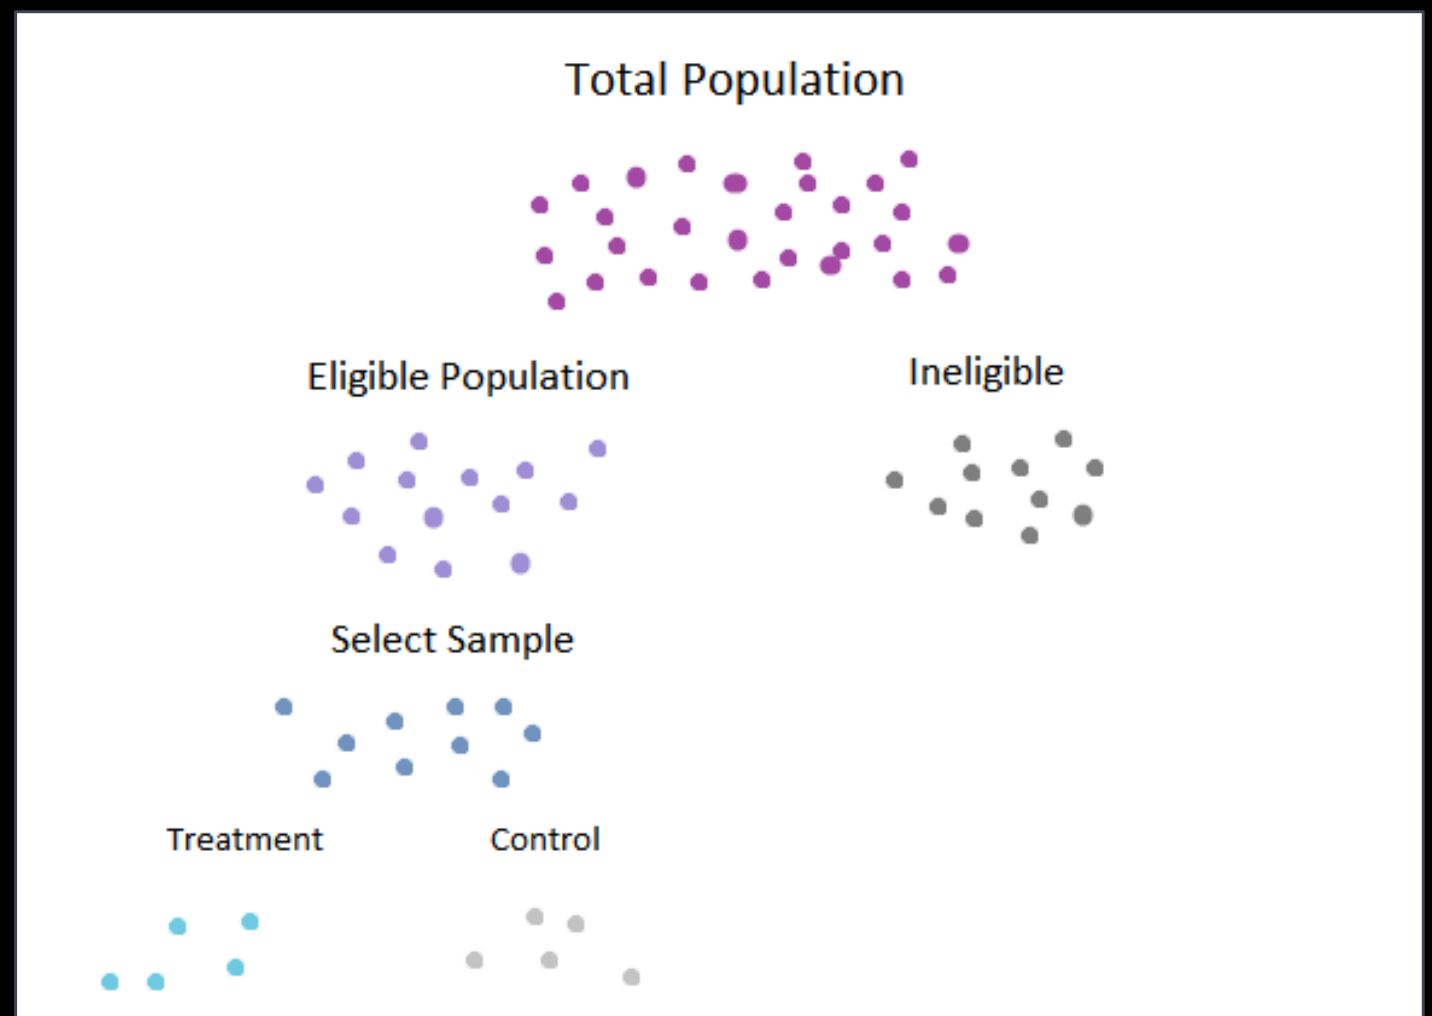 Total Population
Eligible Population
Ineligible
Select Sample
Treatment
Control